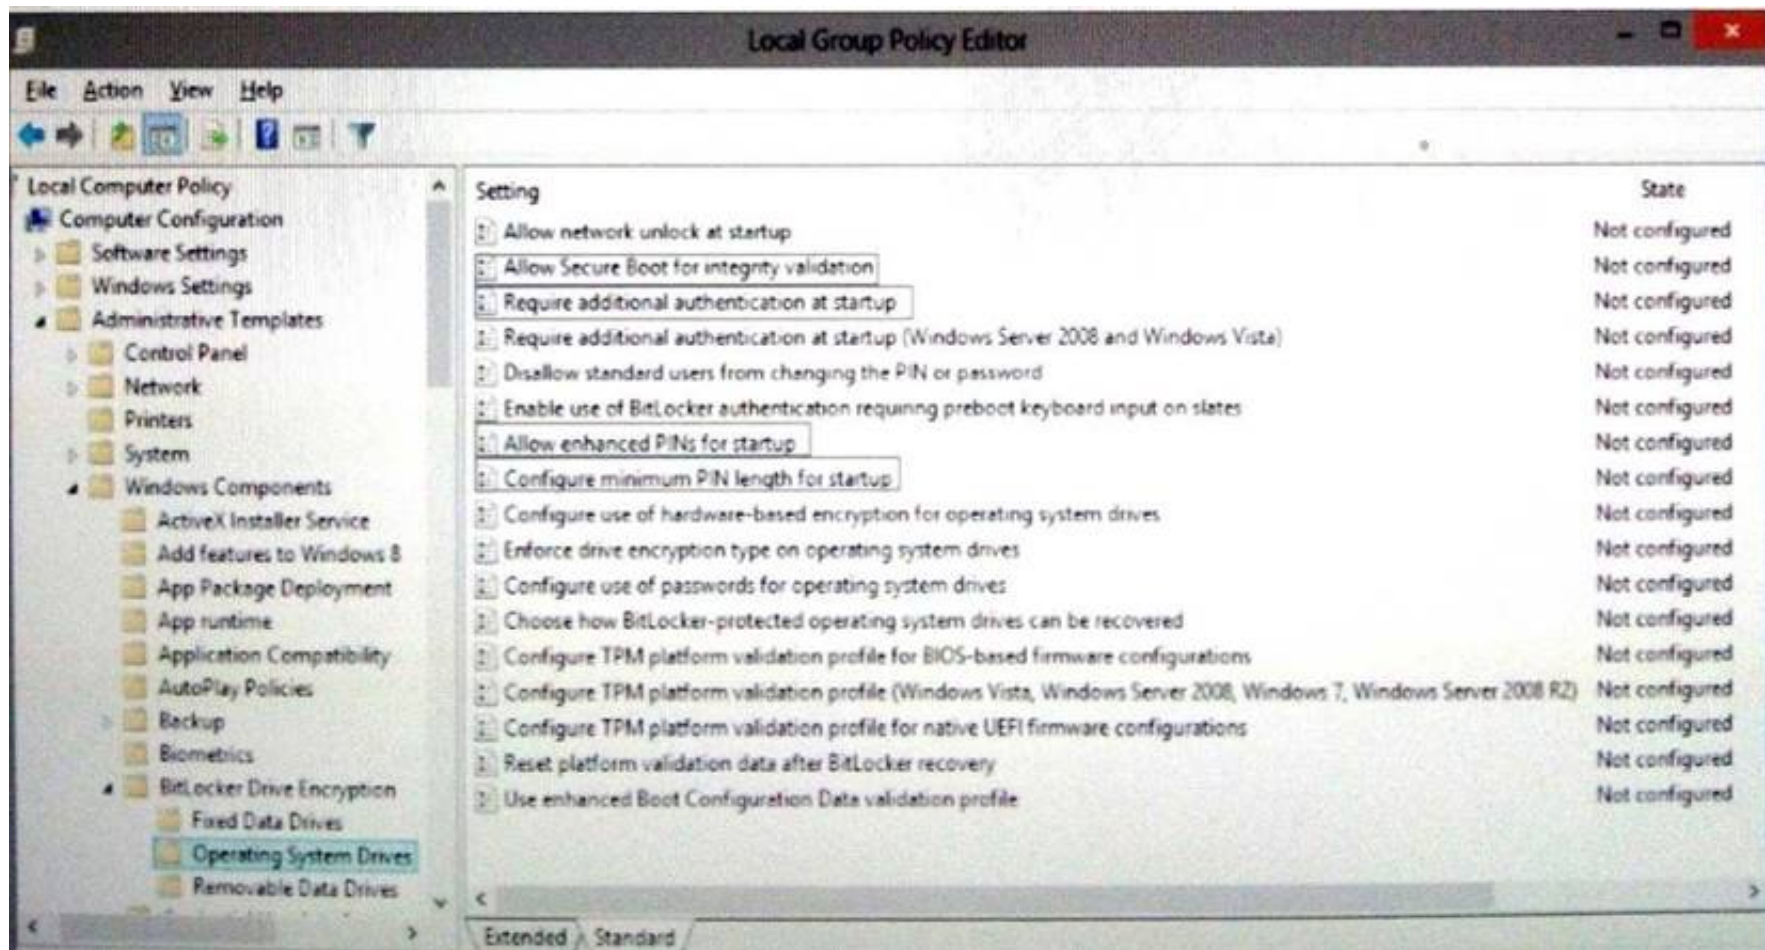 Local Group Policy Editor
File Action View Help
Local Computer Policy
Computer Configuration
Software Settings
Windows Settings
Administrative Templates
Control Panel
Network
Printers
System
Windows Components
ActiveX Installer Service
Add features to Windows 8
App Package Deployment
App runtime
Application Compatibility
AutoPlay Policies
Backup
Biometrics
BitLocker Drive Encryption
Fixed Data Drives
Operating System Drives
Removable Data Drives
Setting State
Allow network unlock at startup Not configured
Allow Secure Boot for integrity validation Not configured
Require additional authentication at startup Not configured
Require additional authentication at startup (Windows Server 2008 and Windows Vista) Not configured
Disallow standard users from changing the PIN or password Not configured
Enable use of BitLocker authentication requiring preboot keyboard input on slates Not configured
Allow enhanced PINs for startup Not configured
Configure minimum PIN length for startup Not configured
Configure use of hardware-based encryption for operating system drives Not configured
Enforce drive encryption type on operating system drives Not configured
Configure use of passwords for operating system drives Not configured
Choose how BitLocker-protected operating system drives can be recovered Not configured
Configure TPM platform validation profile for BIOS-based firmware configurations Not configured
Configure TPM platform validation profile (Windows Vista, Windows Server 2008, Windows 7, Windows Server 2008 R2) Not configured
Configure TPM platform validation profile for native UEFI firmware configurations Not configured
Reset platform validation data after BitLocker recovery Not configured
Use enhanced Boot Configuration Data validation profile Not configured
Extended Standard